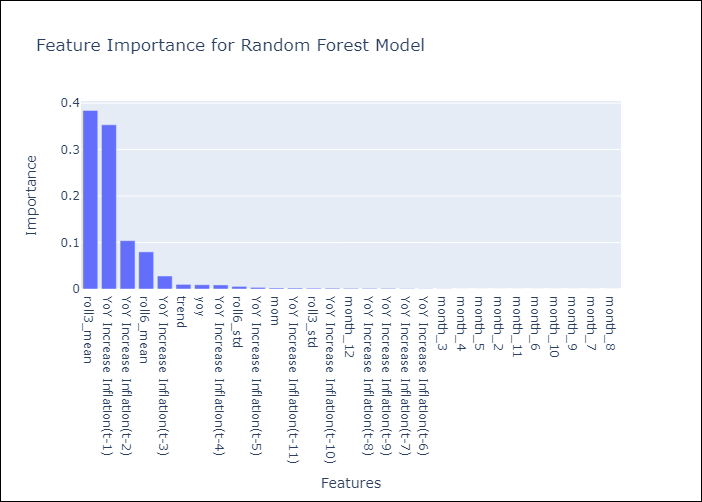 Feature Importance for Random Forest Model
Importance
0.4
0.3
0.2
0.1
0
roll3_mean
YoY Increase Inflation(t-1)
YoY Increase Inflation(t-2)
roll6_mean
YoY Increase Inflation(t-3)
trend
yoy
YoY Increase Inflation(t-4)
roll6_std
YoY Increase Inflation(t-5)
mom
YoY Increase Inflation(t-11)
roll3_std
YoY Increase Inflation(t-10)
month_12
YoY Increase Inflation(t-8)
YoY Increase Inflation(t-9)
YoY Increase Inflation(t-7)
YoY Increase Inflation(t-6)
month_3
month_4
month_5
month_2
month_11
month_6
month_10
month_9
month_7
month_8
Features